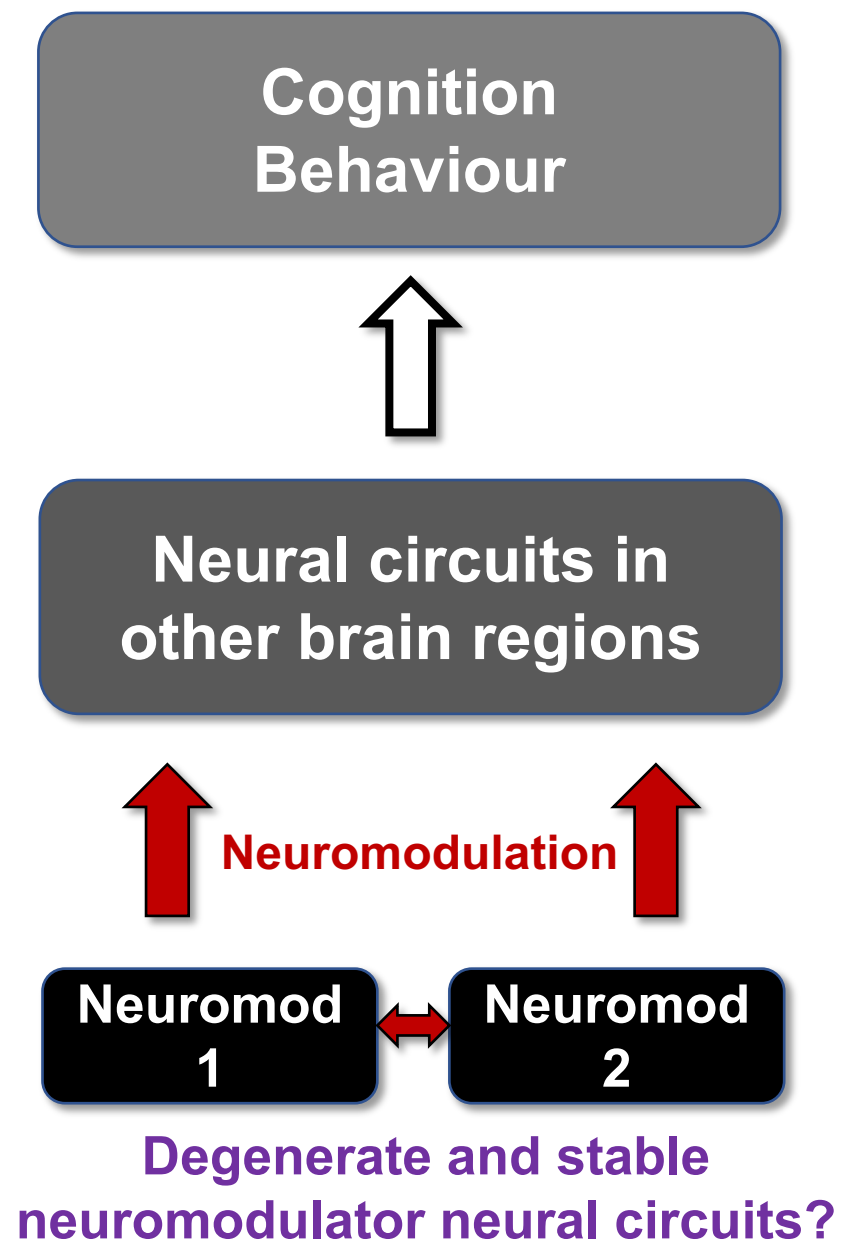 Cognition
Behaviour
Neural circuits in
other brain regions
Neuromodulation
Neuromod
1
Neuromod
2
Degenerate and stable
neuromodulator neural circuits?